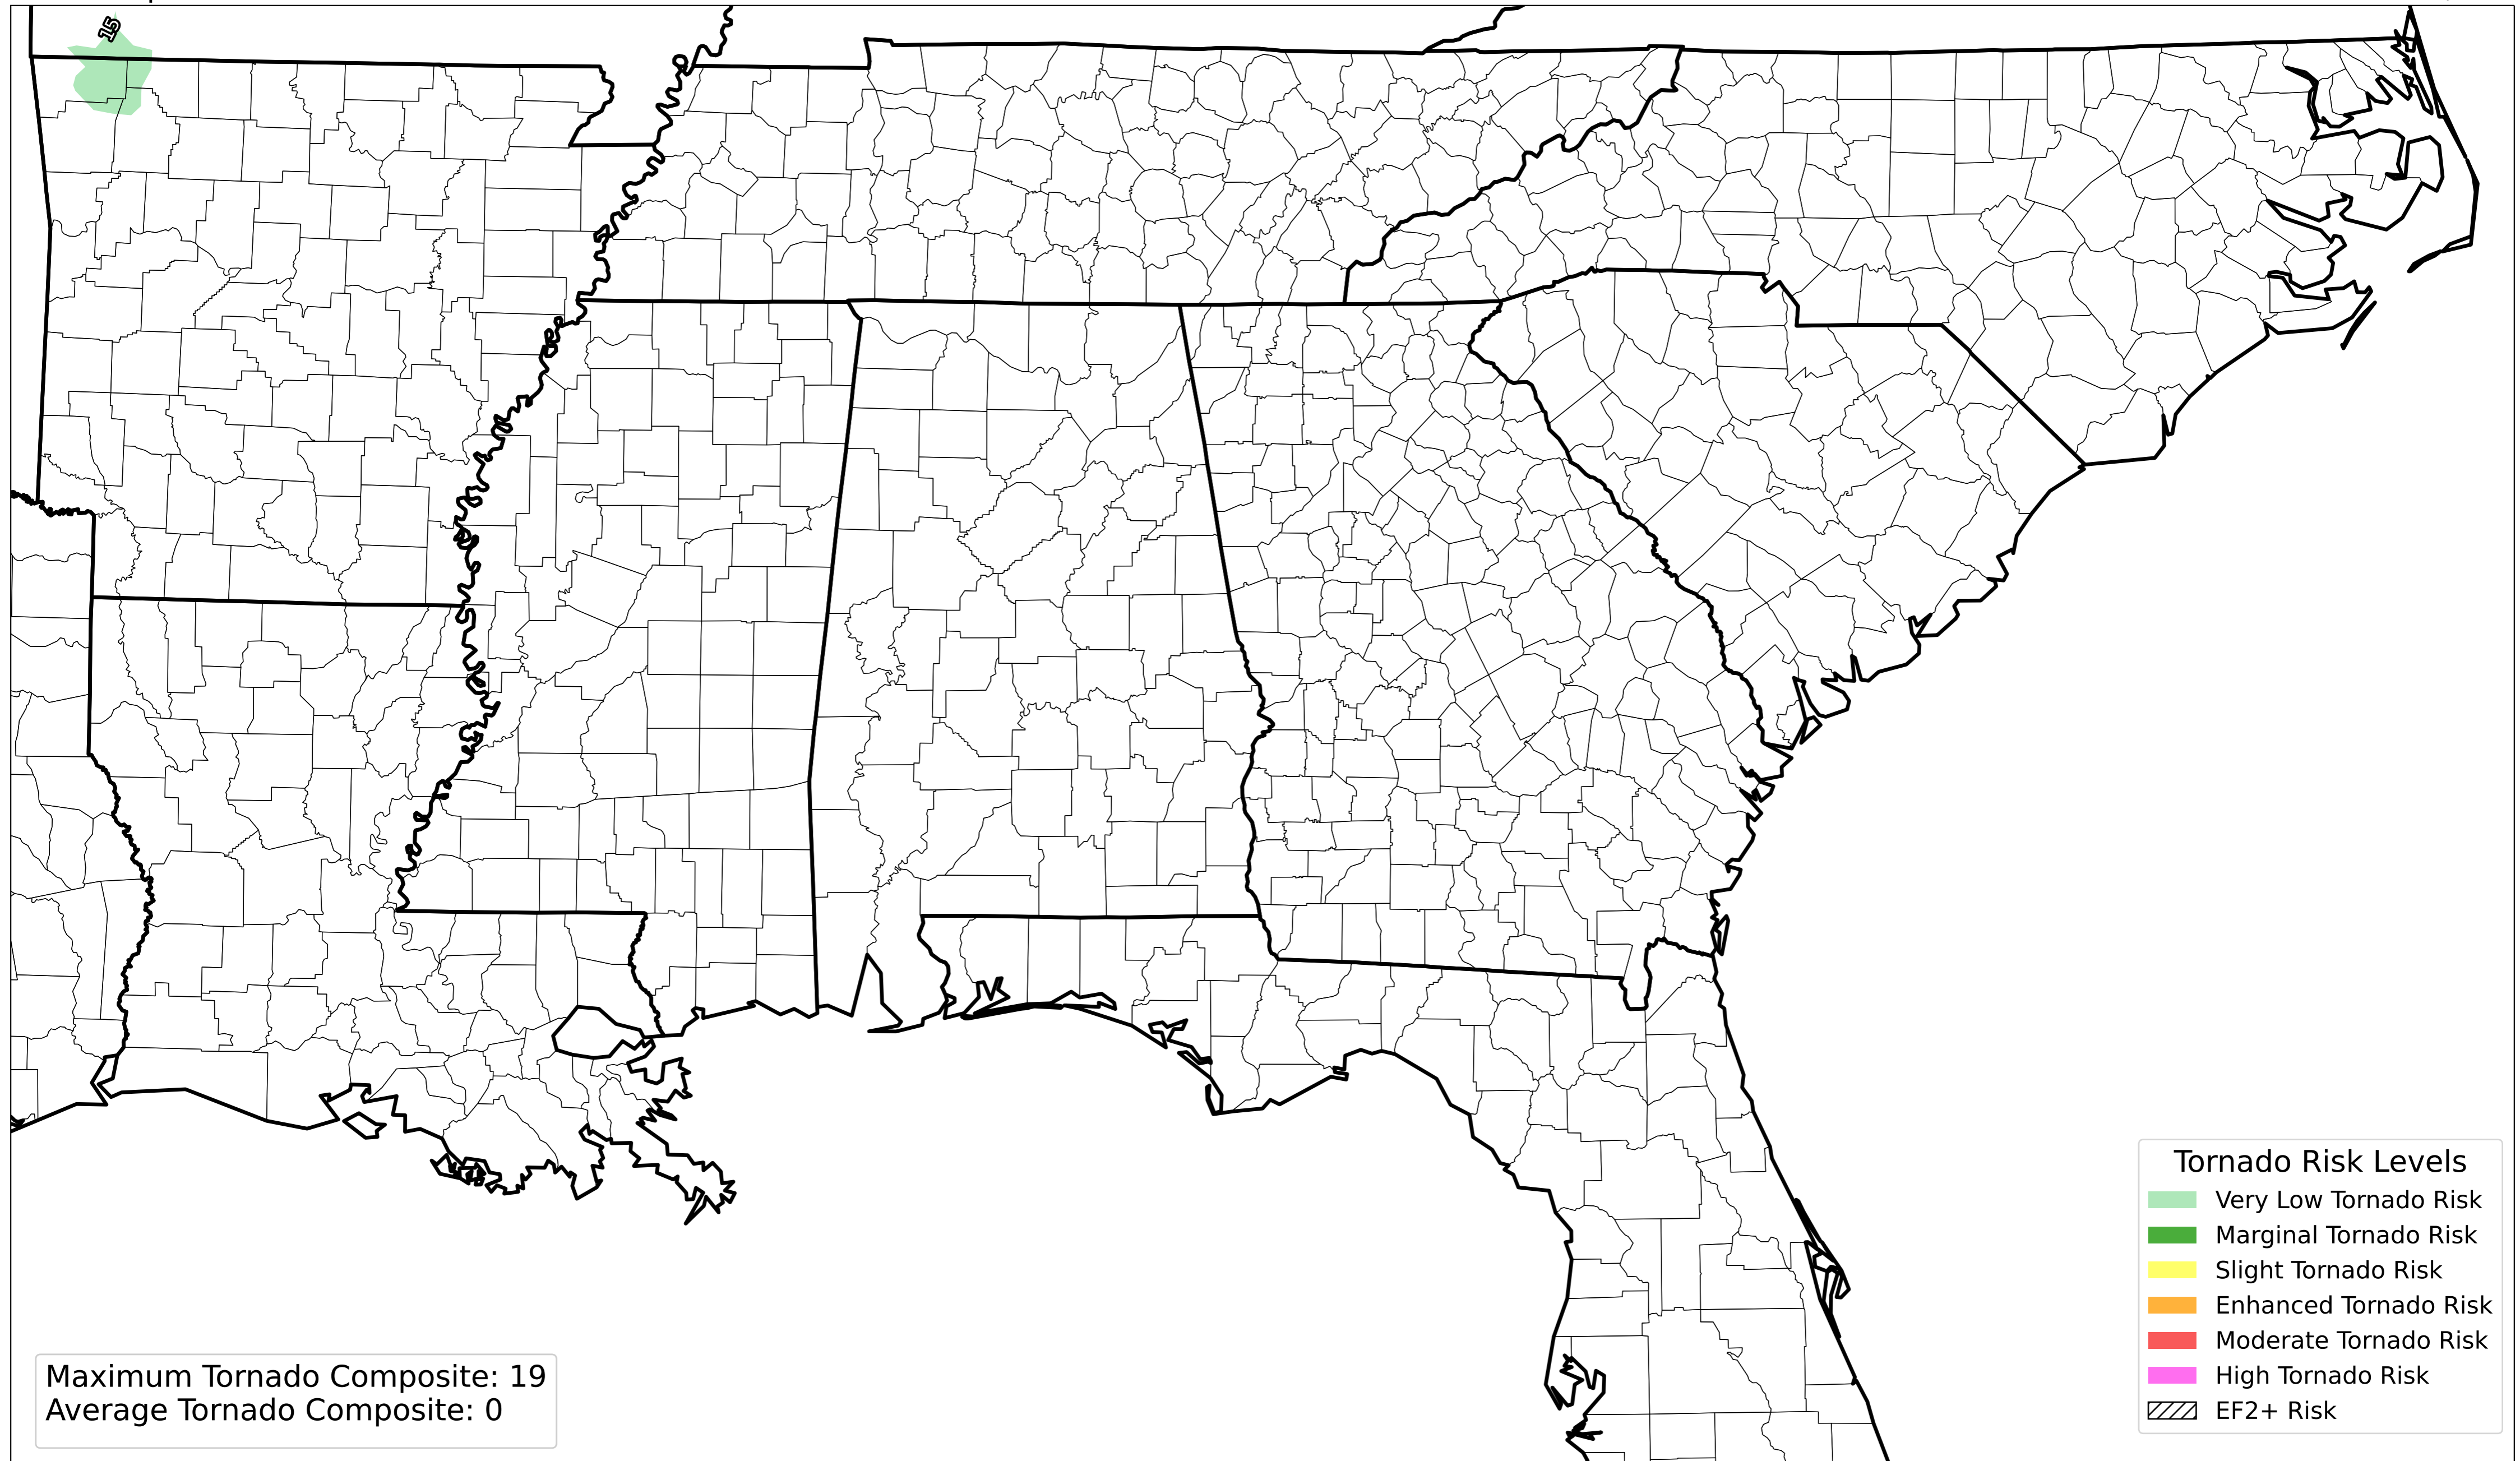 15
Tornado Risk Levels
Very Low Tornado Risk
Marginal Tornado Risk
Slight Tornado Risk
Enhanced Tornado Risk
Moderate Tornado Risk
High Tornado Risk
EF2+ Risk
Maximum Tornado Composite: 19
Average Tornado Composite: 0